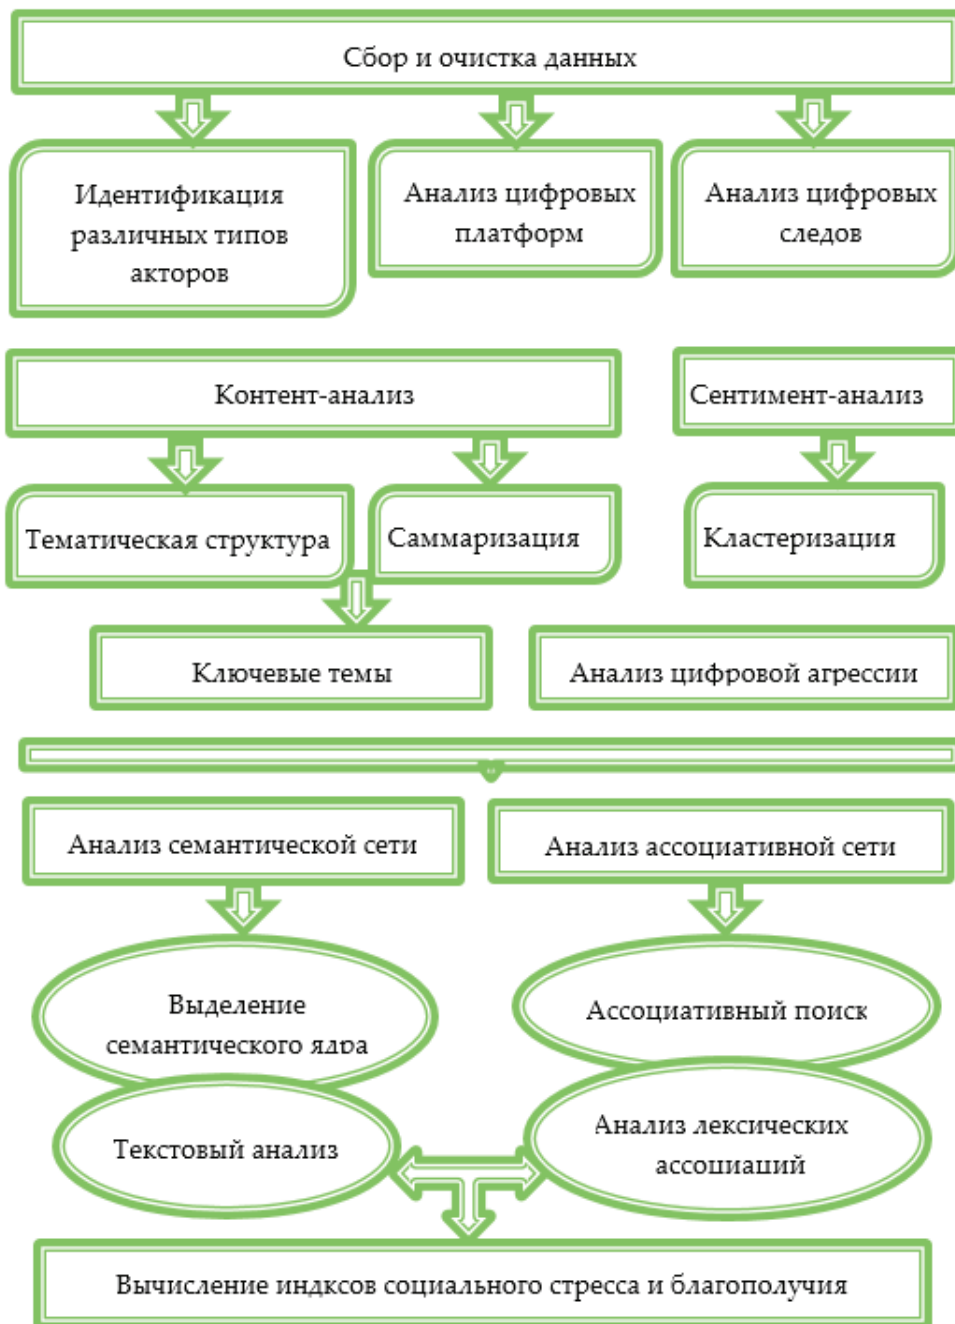 Сбор и очистка данных
Идентификация
различных типов
акторов
Анализ цифровых
платформ
Анализ цифровых
следов
Контент-анализ
Сентимент-анализ
Тематическая структура
Саммаризация
Кластеризация
Ключевые темы
Анализ цифровой агрессии
Анализ семантической сети
Анализ ассоциативной сети
Выделение
семантического ядра
Ассоциативный поиск
Текстовый анализ
Анализ лексических
ассоциаций
Вычисление индксов социального стресса и благополучия